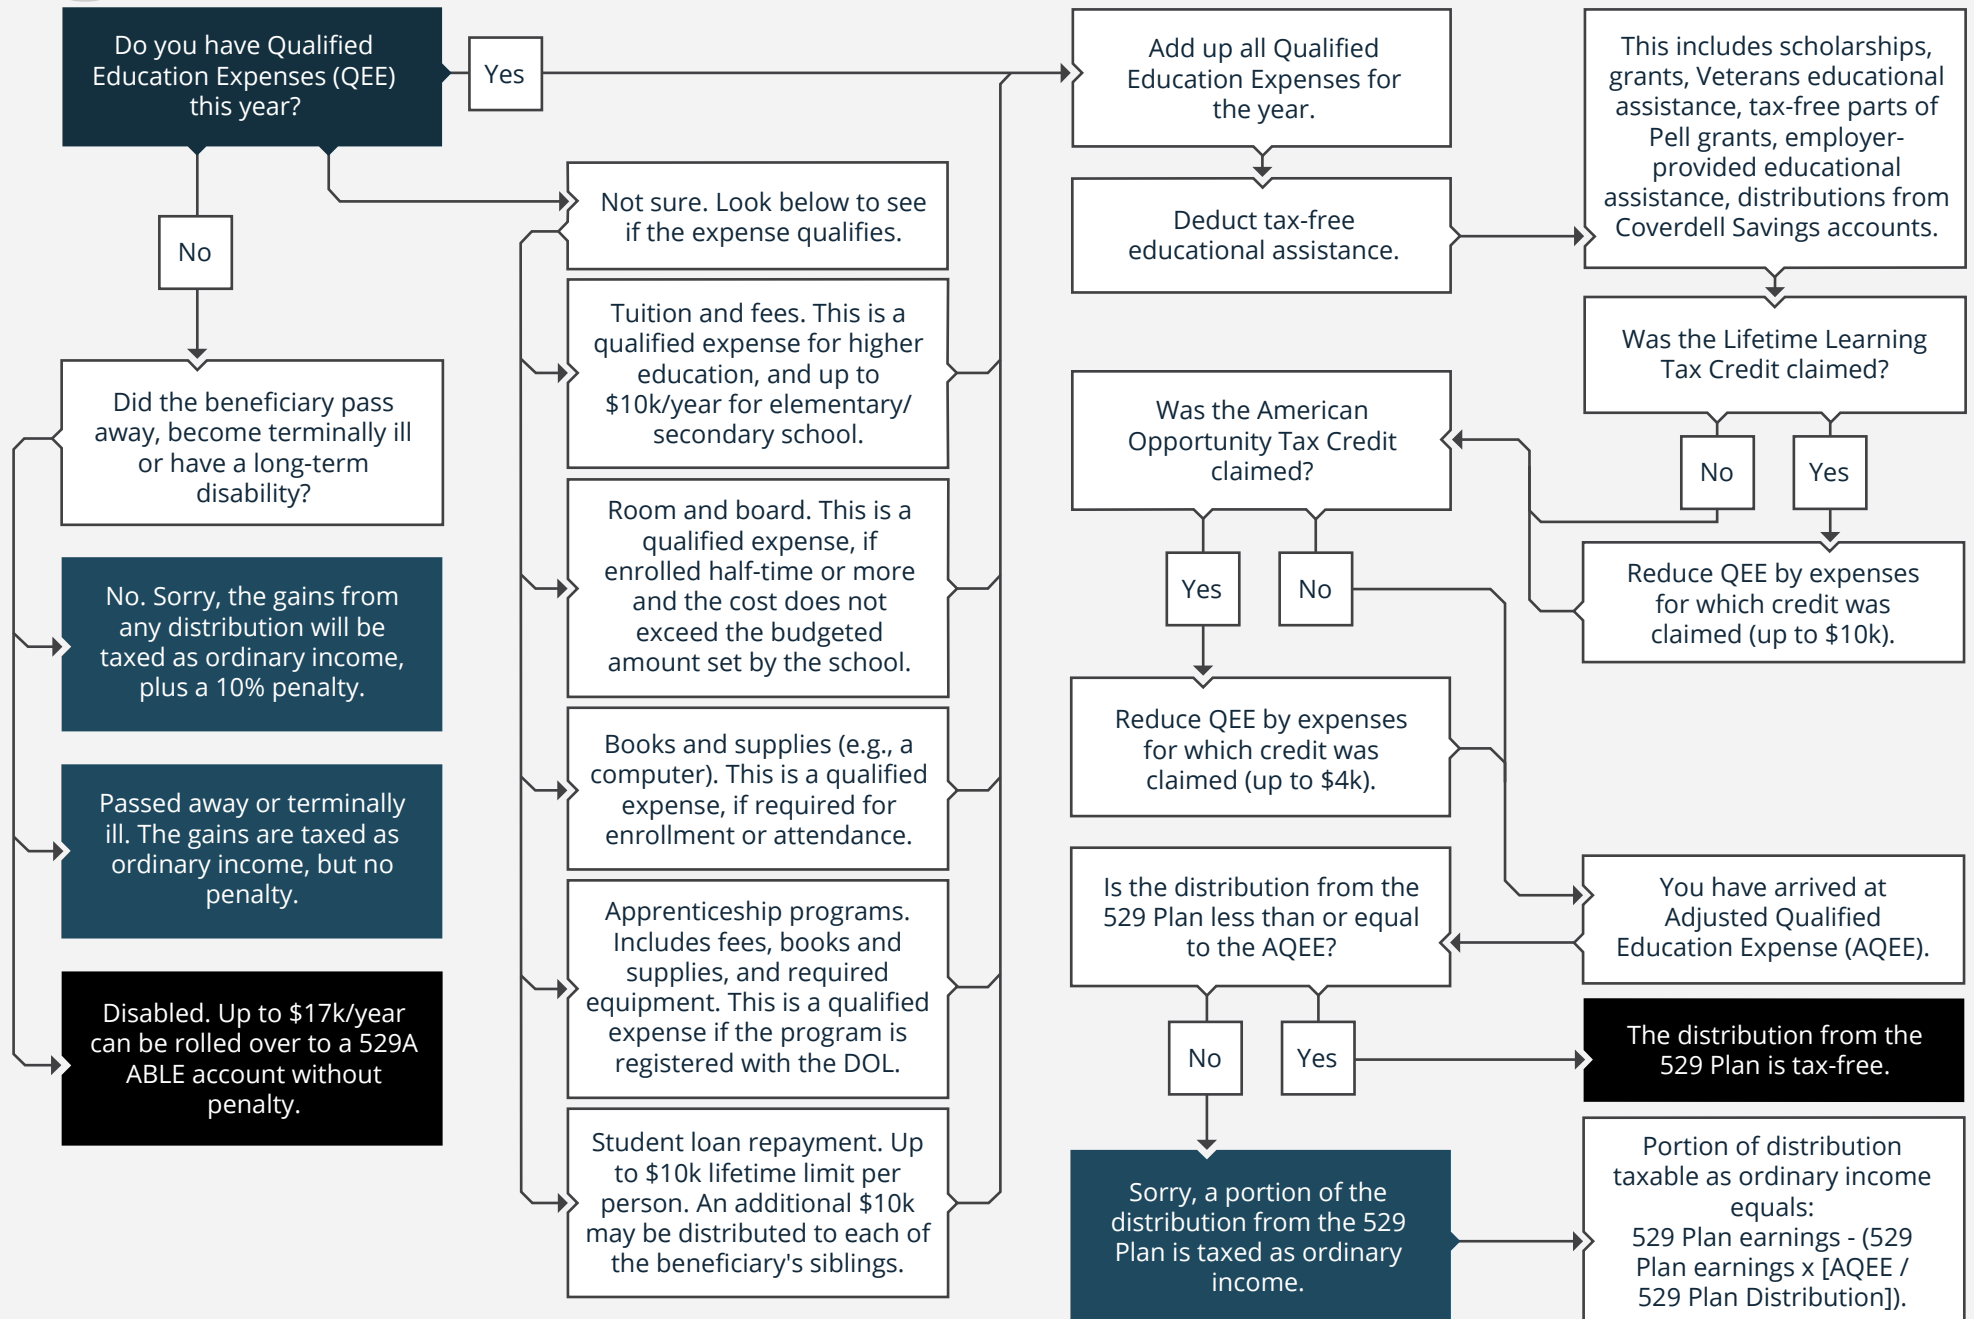 Do you have Qualified
Education Expenses (QEE)
this year?
Yes
No
Did the beneficiary pass
away, become terminally ill
or have a long-term
disability?
No. Sorry, the gains from
any distribution will be
taxed as ordinary income,
plus a 10% penalty.
Passed away or terminally
ill. The gains are taxed as
ordinary income, but no
penalty.
Disabled. Up to $17k/year
can be rolled over to a 529A
ABLE account without
penalty.
Not sure. Look below to see
if the expense qualifies.
Tuition and fees. This is a
qualified expense for higher
education, and up to
$10k/year for elementary/
secondary school.
Room and board. This is a
qualified expense, if
enrolled half-time or more
and the cost does not
exceed the budgeted
amount set by the school.
Books and supplies (e.g., a
computer). This is a qualified
expense, if required for
enrollment or attendance.
Apprenticeship programs.
Includes fees, books and
supplies, and required
equipment. This is a qualified
expense if the program is
registered with the DOL.
Student loan repayment. Up
to $10k lifetime limit per
person. An additional $10k
may be distributed to each of
the beneficiary's siblings.
Add up all Qualified
Education Expenses for
the year.
Deduct tax-free
educational assistance.
This includes scholarships,
grants, Veterans educational
assistance, tax-free parts of
Pell grants, employer-
provided educational
assistance, distributions from
Coverdell Savings accounts.
Was the Lifetime Learning
Tax Credit claimed?
No
Yes
Reduce QEE by expenses
for which credit was
claimed (up to $10k).
Was the American
Opportunity Tax Credit
claimed?
Yes
No
Reduce QEE by expenses
for which credit was
claimed (up to $4k).
You have arrived at
Adjusted Qualified
Education Expense (AQEE).
Is the distribution from the
529 Plan less than or equal
to the AQEE?
No
Yes
The distribution from the
529 Plan is tax-free.
Sorry, a portion of the
distribution from the 529
Plan is taxed as ordinary
income.
Portion of distribution
taxable as ordinary income
equals:
529 Plan earnings - (529
Plan earnings x [AQEE /
529 Plan Distribution]).